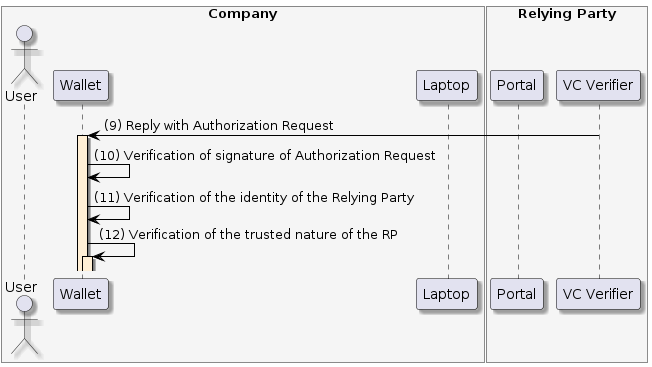 Company
Relying Party
User
Wallet
Laptop
Portal
VC Verifier
(9) Reply with Authorization Request
(10) Verification of signature of Authorization Request
(11) Verification of the identity of the Relying Party
(12) Verification of the trusted nature of the RP
User
Wallet
Laptop
Portal
VC Verifier